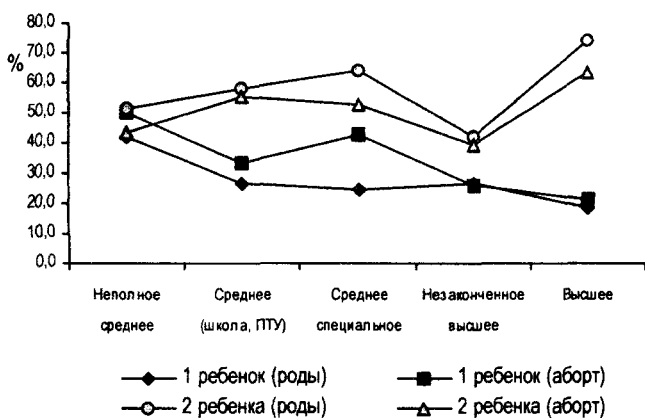 80,0
%
70,0
60,0
50,0
40,0
30,0
20,0
10,0
0,0
Неполное среднее
Среднее (школа, ПТУ)
Среднее специальное
Незаконченное высшее
Высшее
1 ребенок (роды)
1 ребенок (аборт)
2 ребенка (роды)
2 ребенка (аборт)